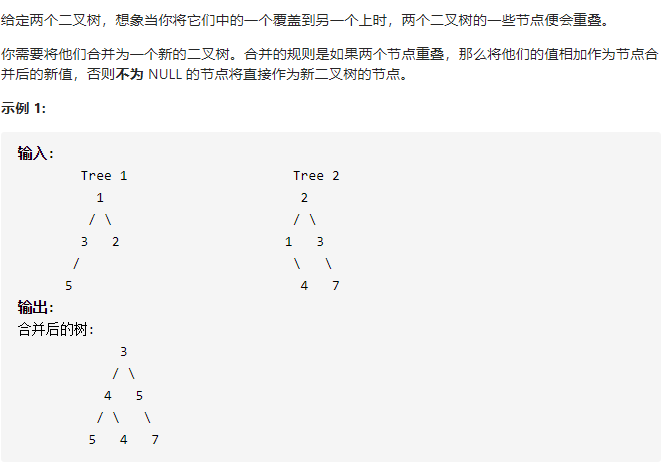 给定两个二叉树，想象当你将它们中的一个覆盖到另一个上时，两个二叉树的一些节点便会重叠。
你需要将他们合并为一个新的二叉树。合并的规则是如果两个节点重叠，那么将他们的值相加作为节点合
并后的新值，否则不为 NULL 的节点将直接作为新二叉树的节点。
示例 1:
输入:
Tree 1                     Tree 2
1                         2
/ \                       / \
3   2                     1   3
/                           \   \
5                             4   7
输出:
合并后的树:
3
/ \
4   5
/ \   \
5   4   7